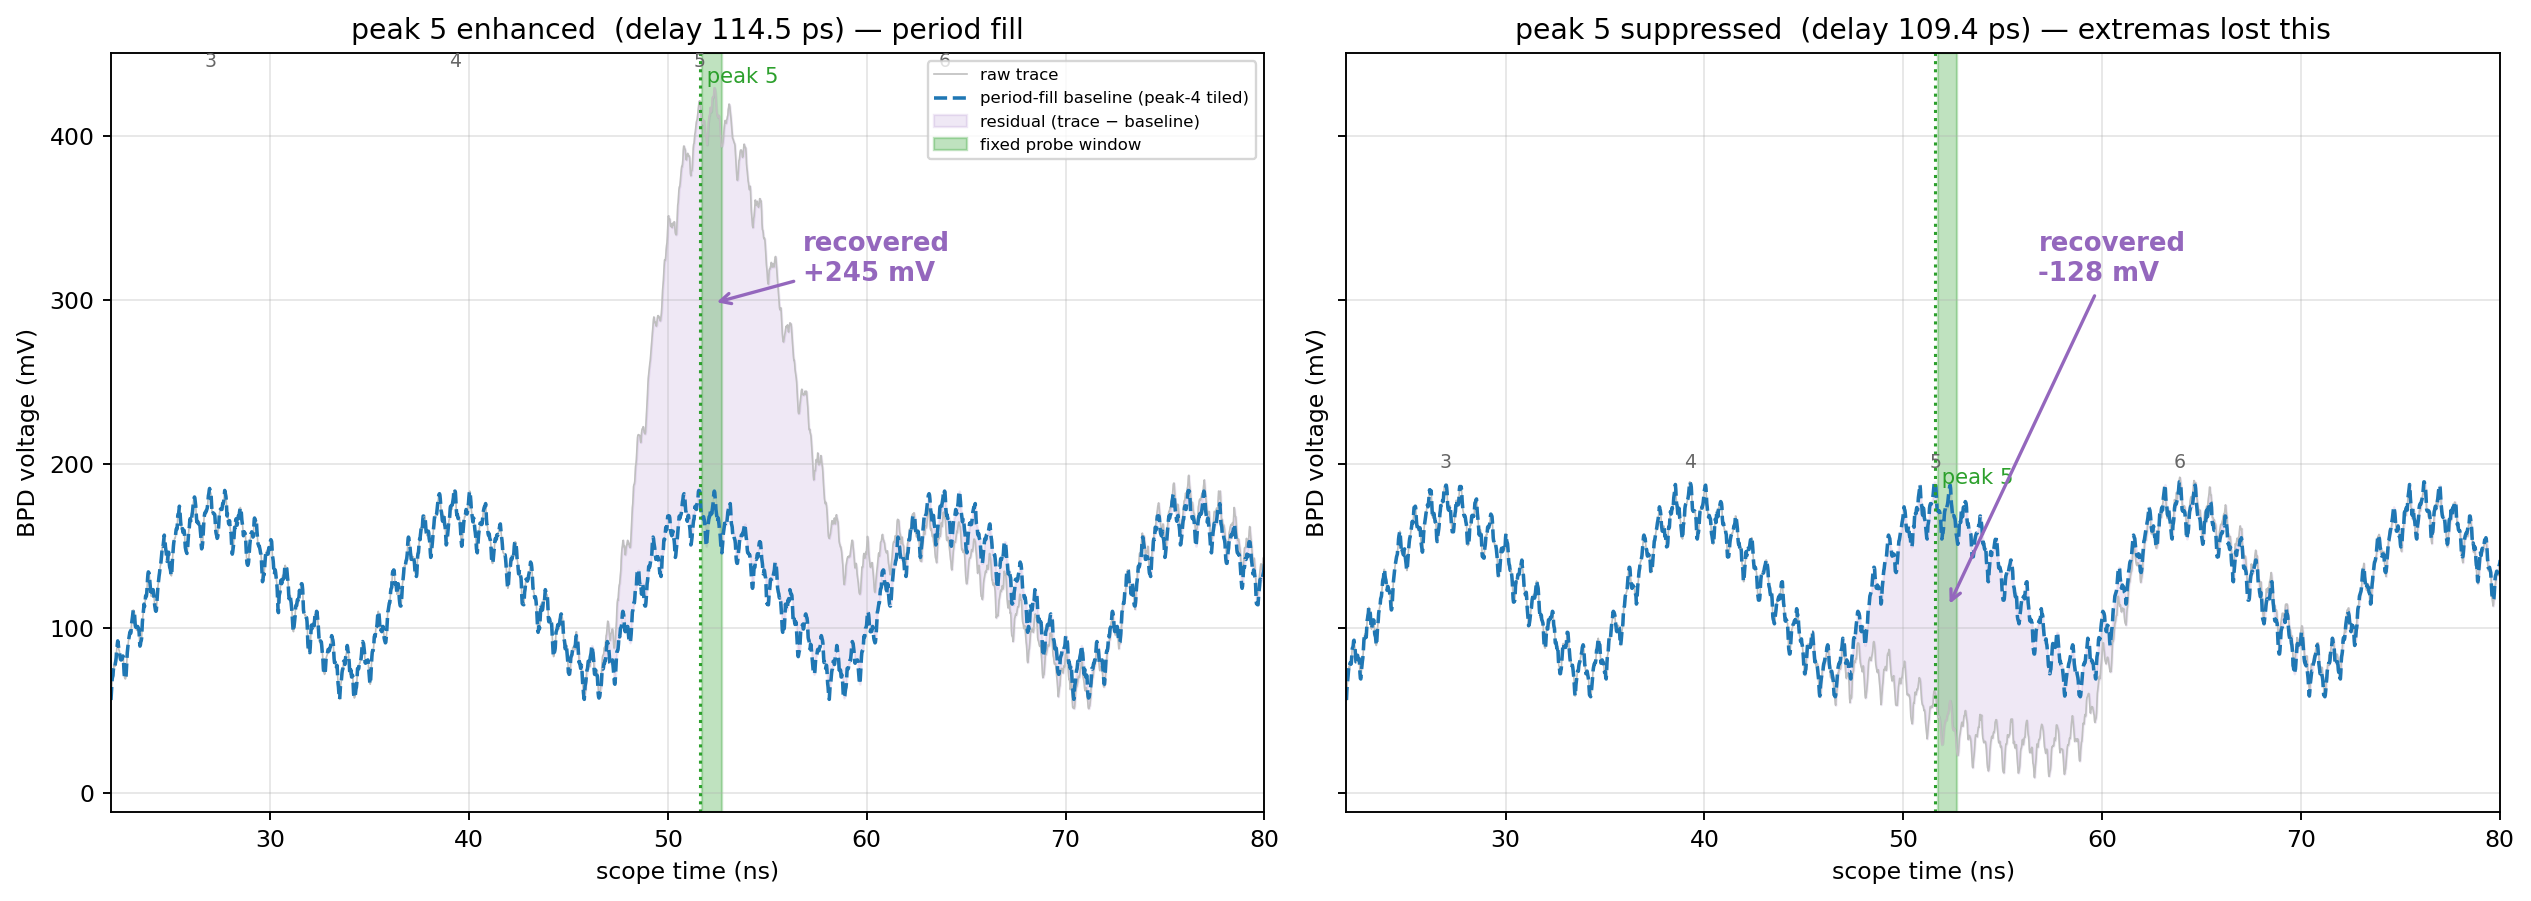 peak 5 enhanced  (delay 114.5 ps) — period fill
3
4
5
6
peak 5
raw trace
period-fill baseline (peak-4 tiled)
residual (trace − baseline)
fixed probe window
recovered
+245 mV
BPD voltage (mV)
400
300
200
100
0
30
40
50
60
70
80
scope time (ns)
peak 5 suppressed  (delay 109.4 ps) — extremas lost this
recovered
-128 mV
3
4
5
6
peak 5
BPD voltage (mV)
30
40
50
60
70
80
scope time (ns)